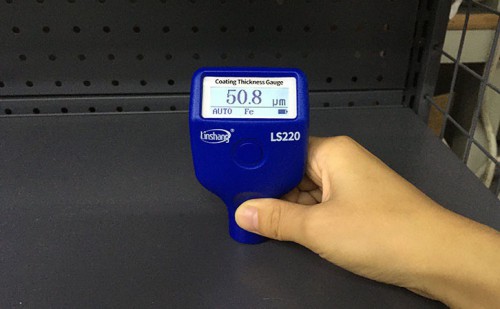 Coating Thickness Gauge
50.8 μm
AUTO Fe
Linshang®
LS220